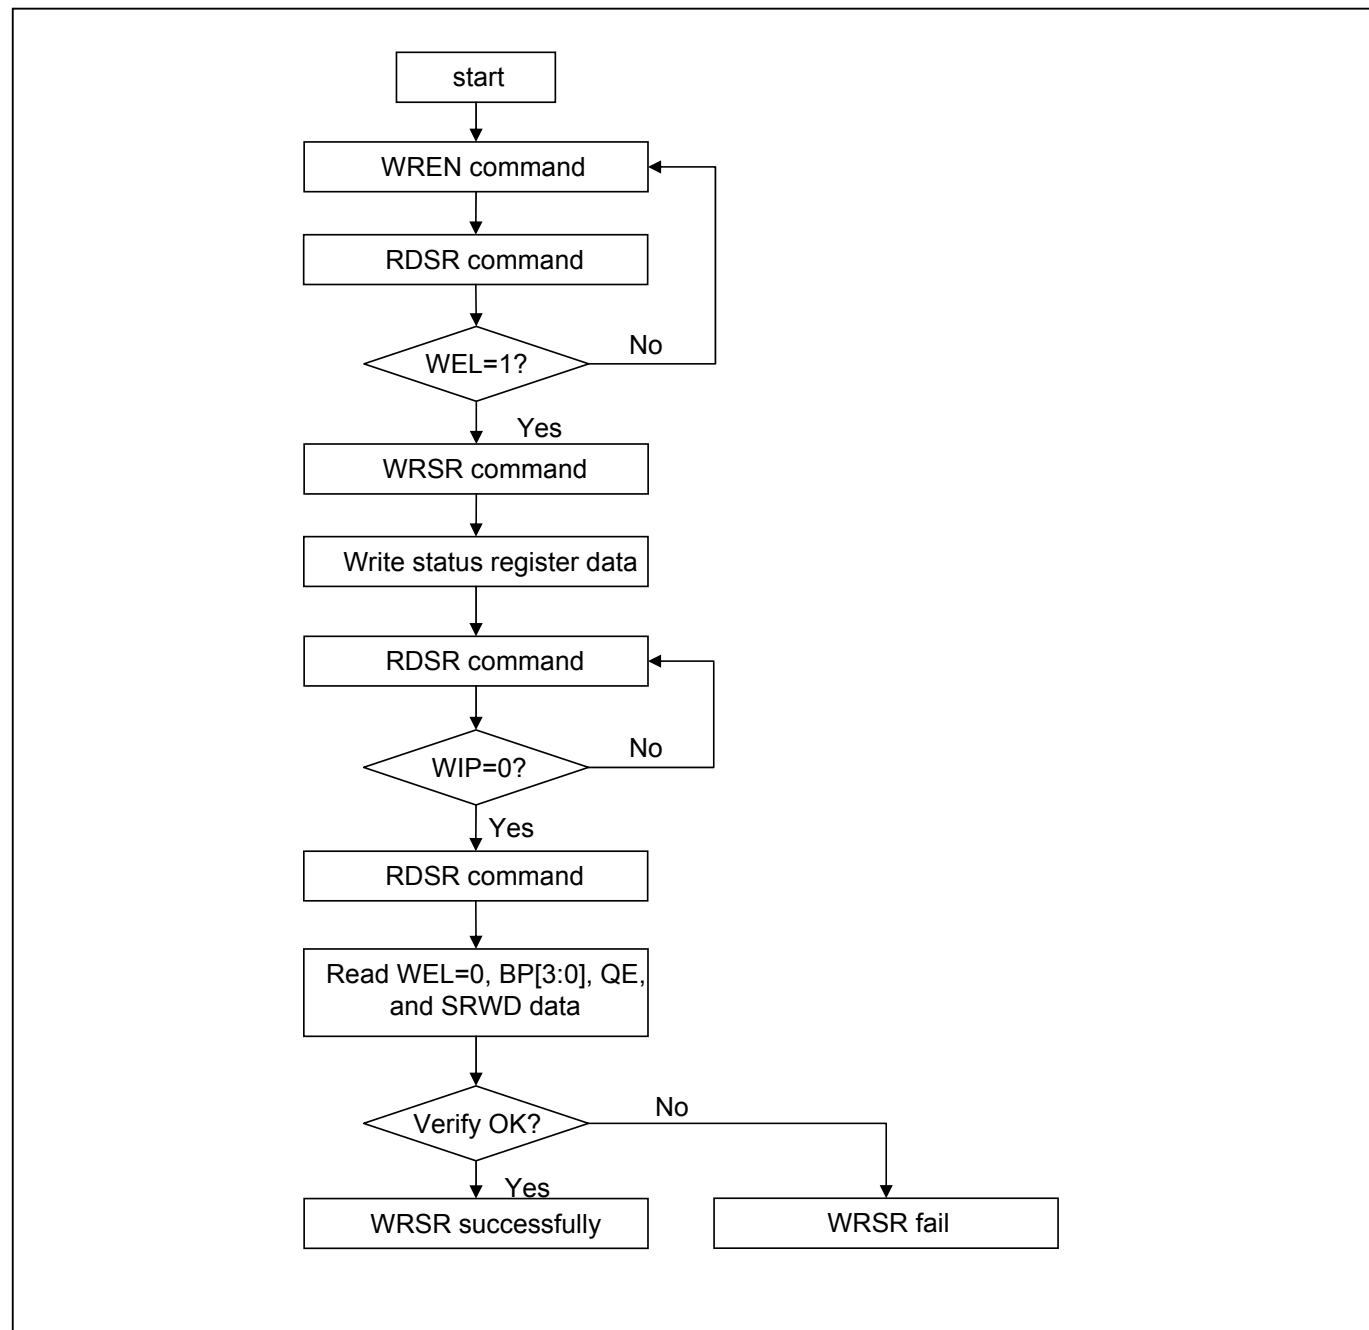 start
WREN command
RDSR command
WEL=1?
No
Yes
WRSR command
Write status register data
RDSR command
WIP=0?
No
Yes
RDSR command
Read WEL=0, BP[3:0], QE,
and SRWD data
Verify OK?
No
Yes
WRSR successfully
WRSR fail